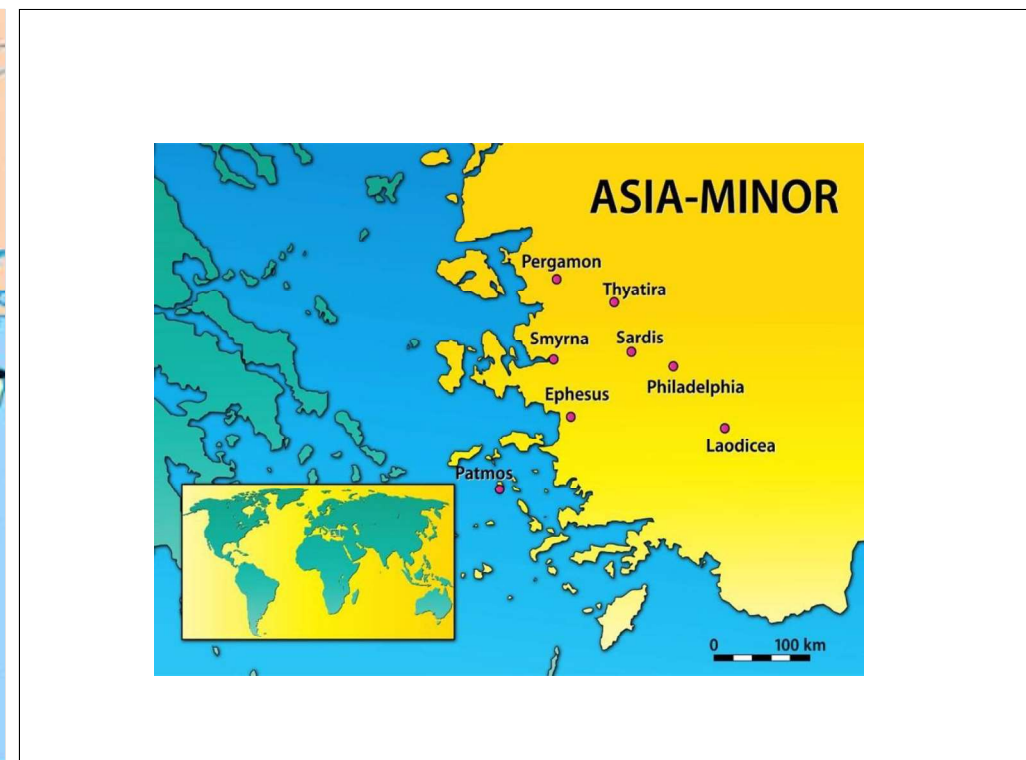 ASIA-MINOR
Pergamon
Thyatira
Smyrna
Sardis
Philadelphia
Ephesus
Laodicea
Patmos
0 100 km